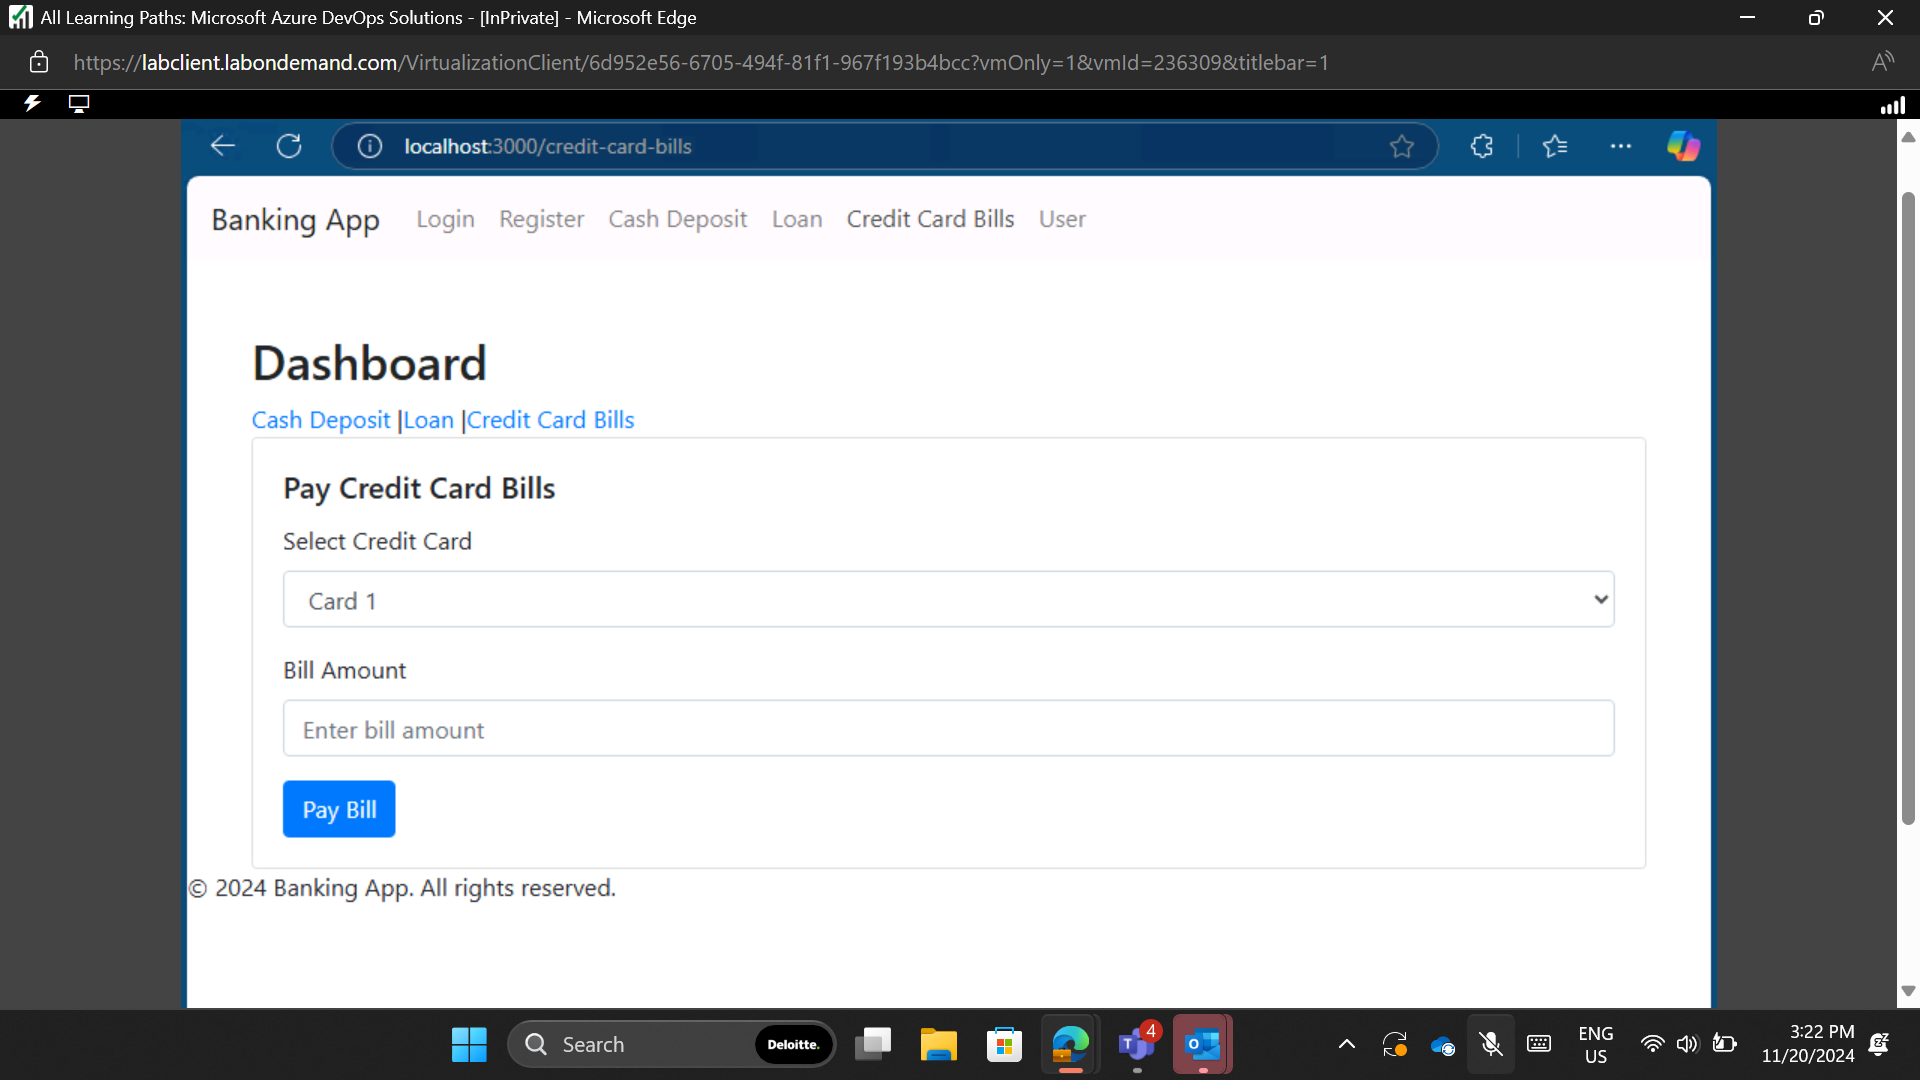 All Learning Paths: Microsoft Azure DevOps Solutions - [InPrivate] - Microsoft Edge
https://labclient.labondemand.com/VirtualizationClient/6d952e56-6705-494f-81f1-967f193b4bcc?vmOnly=1&vmId=236309&titlebar=1
localhost:3000/credit-card-bills
Banking App Login Register Cash Deposit Loan Credit Card Bills User
Dashboard
Cash Deposit |Loan |Credit Card Bills
Pay Credit Card Bills
Select Credit Card
Card 1
Bill Amount
Enter bill amount
Pay Bill
© 2024 Banking App. All rights reserved.
Search Deloitte. 4 ENG 3:22 PM
US 11/20/2024